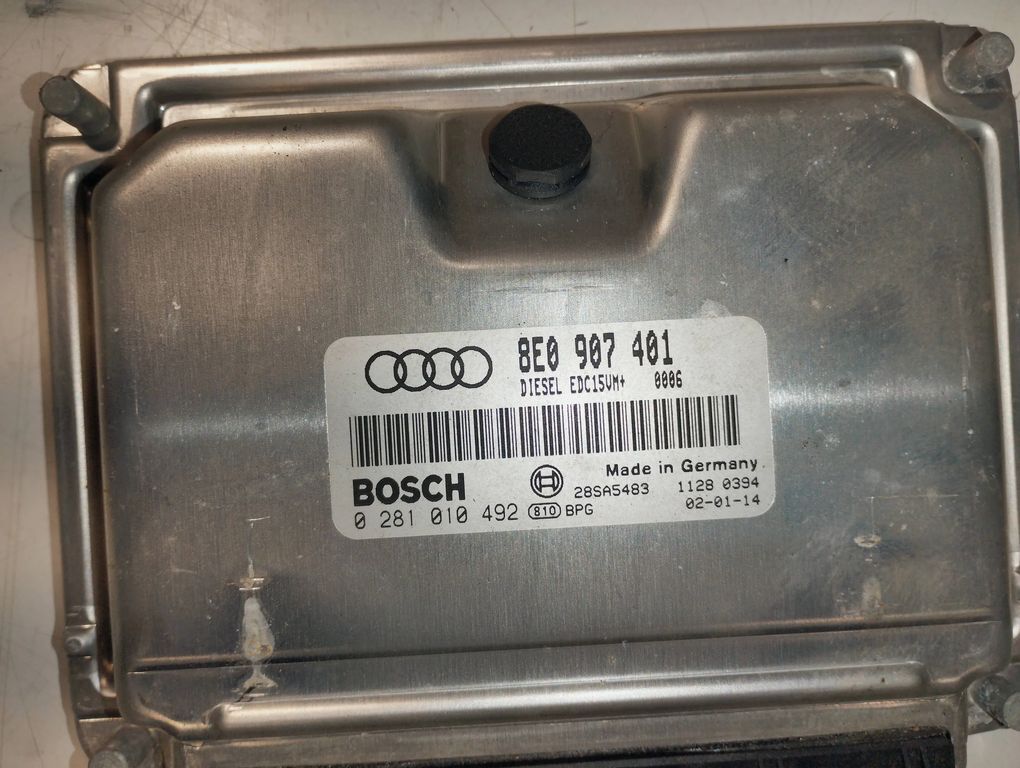 8E0 907 401
DIESEL EDC15VM+ 0006
Made in Germany
BOSCH 28SA5483 1128 0394
0 281 010 492 810 BPG 02-01-14